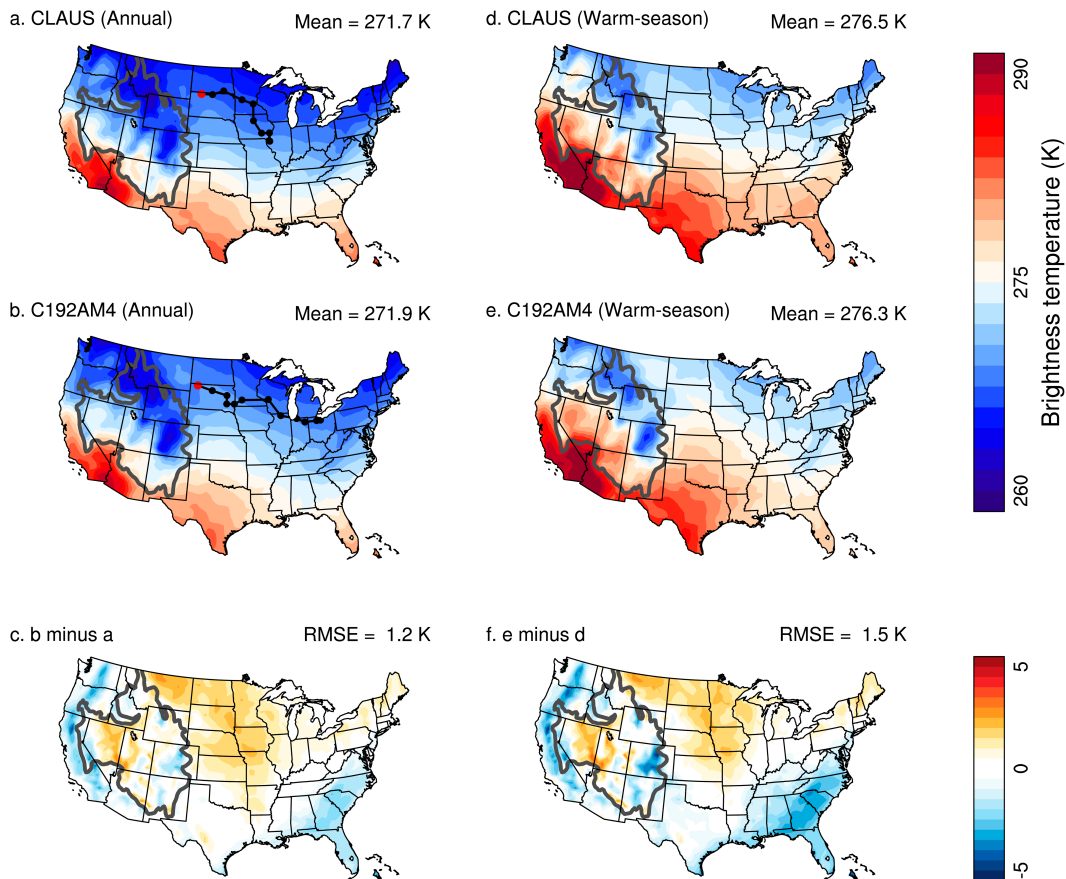 a. CLAUS (Annual) Mean = 271.7 K
d. CLAUS (Warm-season) Mean = 276.5 K
b. C192AM4 (Annual) Mean = 271.9 K
e. C192AM4 (Warm-season) Mean = 276.3 K
c. b minus a RMSE = 1.2 K
f. e minus d RMSE = 1.5 K
290
275
260
Brightness temperature (K)
5
0
-5